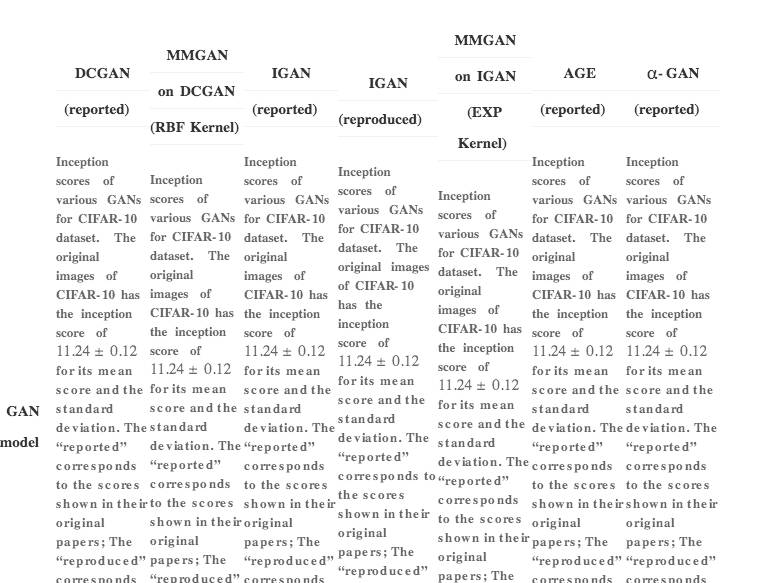 GAN
model
DCGAN
(reported)
Inception
scores of
various GANs
for CIFAR-10
dataset. The
original
images of
CIFAR-10 has
the inception
score of
11.24 ± 0.12
for its mean
score and the
standard
deviation. The
“reported”
corresponds
to the scores
shown in their
original
papers; The
“reproduced”
corresponds
MMGAN
on DCGAN
(RBF Kernel)
Inception
scores of
various GANs
for CIFAR-10
dataset. The
original
images of
CIFAR-10 has
the inception
score of
11.24 ± 0.12
for its mean
score and the
standard
deviation. The
“reported”
corresponds
to the scores
shown in their
original
papers; The
“reproduced”
IGAN
(reported)
Inception
scores of
various GANs
for CIFAR-10
dataset. The
original
images of
CIFAR-10 has
the inception
score of
11.24 ± 0.12
for its mean
score and the
standard
deviation. The
“reported”
corresponds
to the scores
shown in their
original
papers; The
“reproduced”
corresponds
IGAN
(reproduced)
Inception
scores of
various GANs
for CIFAR-10
dataset. The
original images
of CIFAR-10
has the
inception
score of
11.24 ± 0.12
for its mean
score and the
standard
deviation. The
“reported”
corresponds to
the scores
shown in their
original
papers; The
“reproduced”
MMGAN
on IGAN
(EXP
Kernel)
Inception
scores of
various GANs
for CIFAR-10
dataset. The
original
images of
CIFAR-10 has
the inception
score of
11.24 ± 0.12
for its mean
score and the
standard
deviation. The
“reported”
corresponds
to the scores
shown in their
original
papers; The
AGE
(reported)
Inception
scores of
various GANs
for CIFAR-10
dataset. The
original
images of
CIFAR-10 has
the inception
score of
11.24 ± 0.12
for its mean
score and the
standard
deviation. The
“reported”
corresponds
to the scores
shown in their
original
papers; The
“reproduced”
corresponds
α-GAN
(reported)
Inception
scores of
various GANs
for CIFAR-10
dataset. The
original
images of
CIFAR-10 has
the inception
score of
11.24 ± 0.12
for its mean
score and the
standard
deviation. The
“reported”
corresponds
to the scores
shown in their
original
papers; The
“reproduced”
corresponds